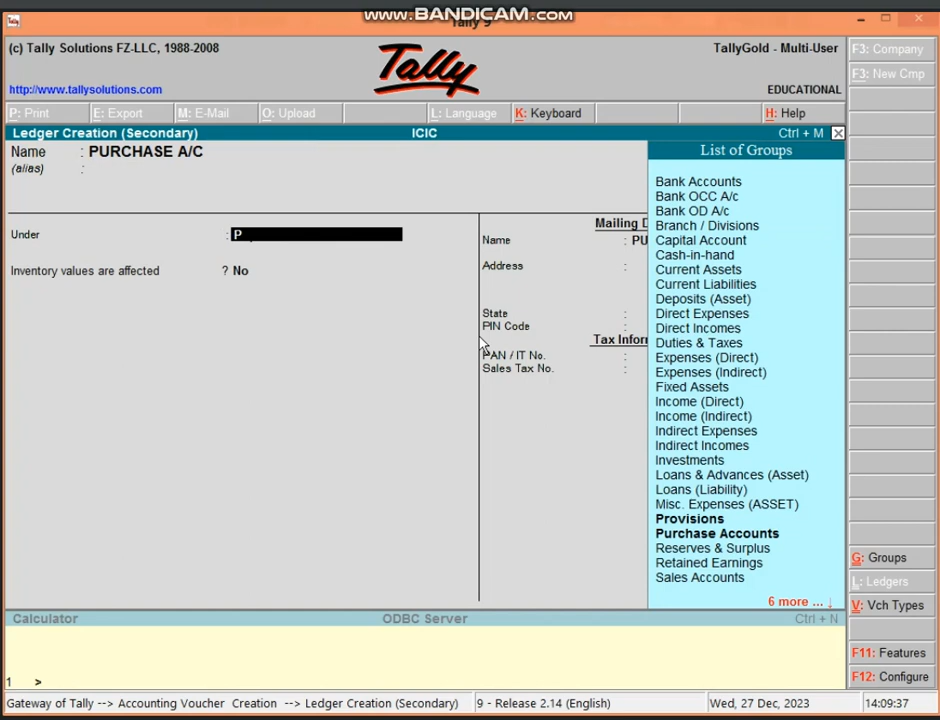 www.BANDICAM.com
Tally 9
(c) Tally Solutions FZ-LLC, 1988-2008
Tally
TallyGold - Multi-User
http://www.tallysolutions.com
EDUCATIONAL
P: Print
E: Export
M: E-Mail
O: Upload
L: Language
K: Keyboard
H: Help
F3: Company
F3: New Cmp
Ledger Creation (Secondary)
ICIC
Ctrl + M
Name : PURCHASE A/C
(alias) :
Under : P
Inventory values are affected ? No
Mailing D
Name : PU
Address :
State :
PIN Code :
Tax Infor
PAN / IT No. :
Sales Tax No. :
List of Groups
Bank Accounts
Bank OCC A/c
Bank OD A/c
Branch / Divisions
Capital Account
Cash-in-hand
Current Assets
Current Liabilities
Deposits (Asset)
Direct Expenses
Direct Incomes
Duties & Taxes
Expenses (Direct)
Expenses (Indirect)
Fixed Assets
Income (Direct)
Income (Indirect)
Indirect Expenses
Indirect Incomes
Investments
Loans & Advances (Asset)
Loans (Liability)
Misc. Expenses (ASSET)
Provisions
Purchase Accounts
Reserves & Surplus
Retained Earnings
Sales Accounts
6 more ... ↓
G: Groups
L: Ledgers
V: Vch Types
F11: Features
F12: Configure
Calculator
ODBC Server
Ctrl + N
1 >
Gateway of Tally --> Accounting Voucher Creation --> Ledger Creation (Secondary)
9 - Release 2.14 (English)
Wed, 27 Dec, 2023
14:09:37